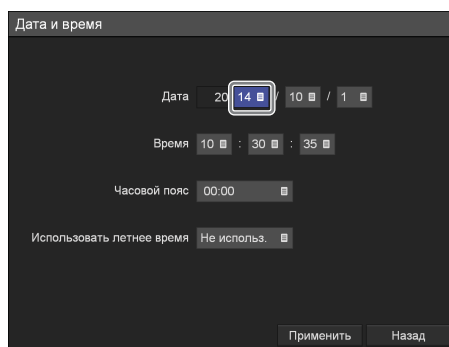 Дата и время
Дата 20 14 / 10 / 1
Время 10 : 30 : 35
Часовой пояс 00:00
Использовать летнее время Не использ.
Применить Назад